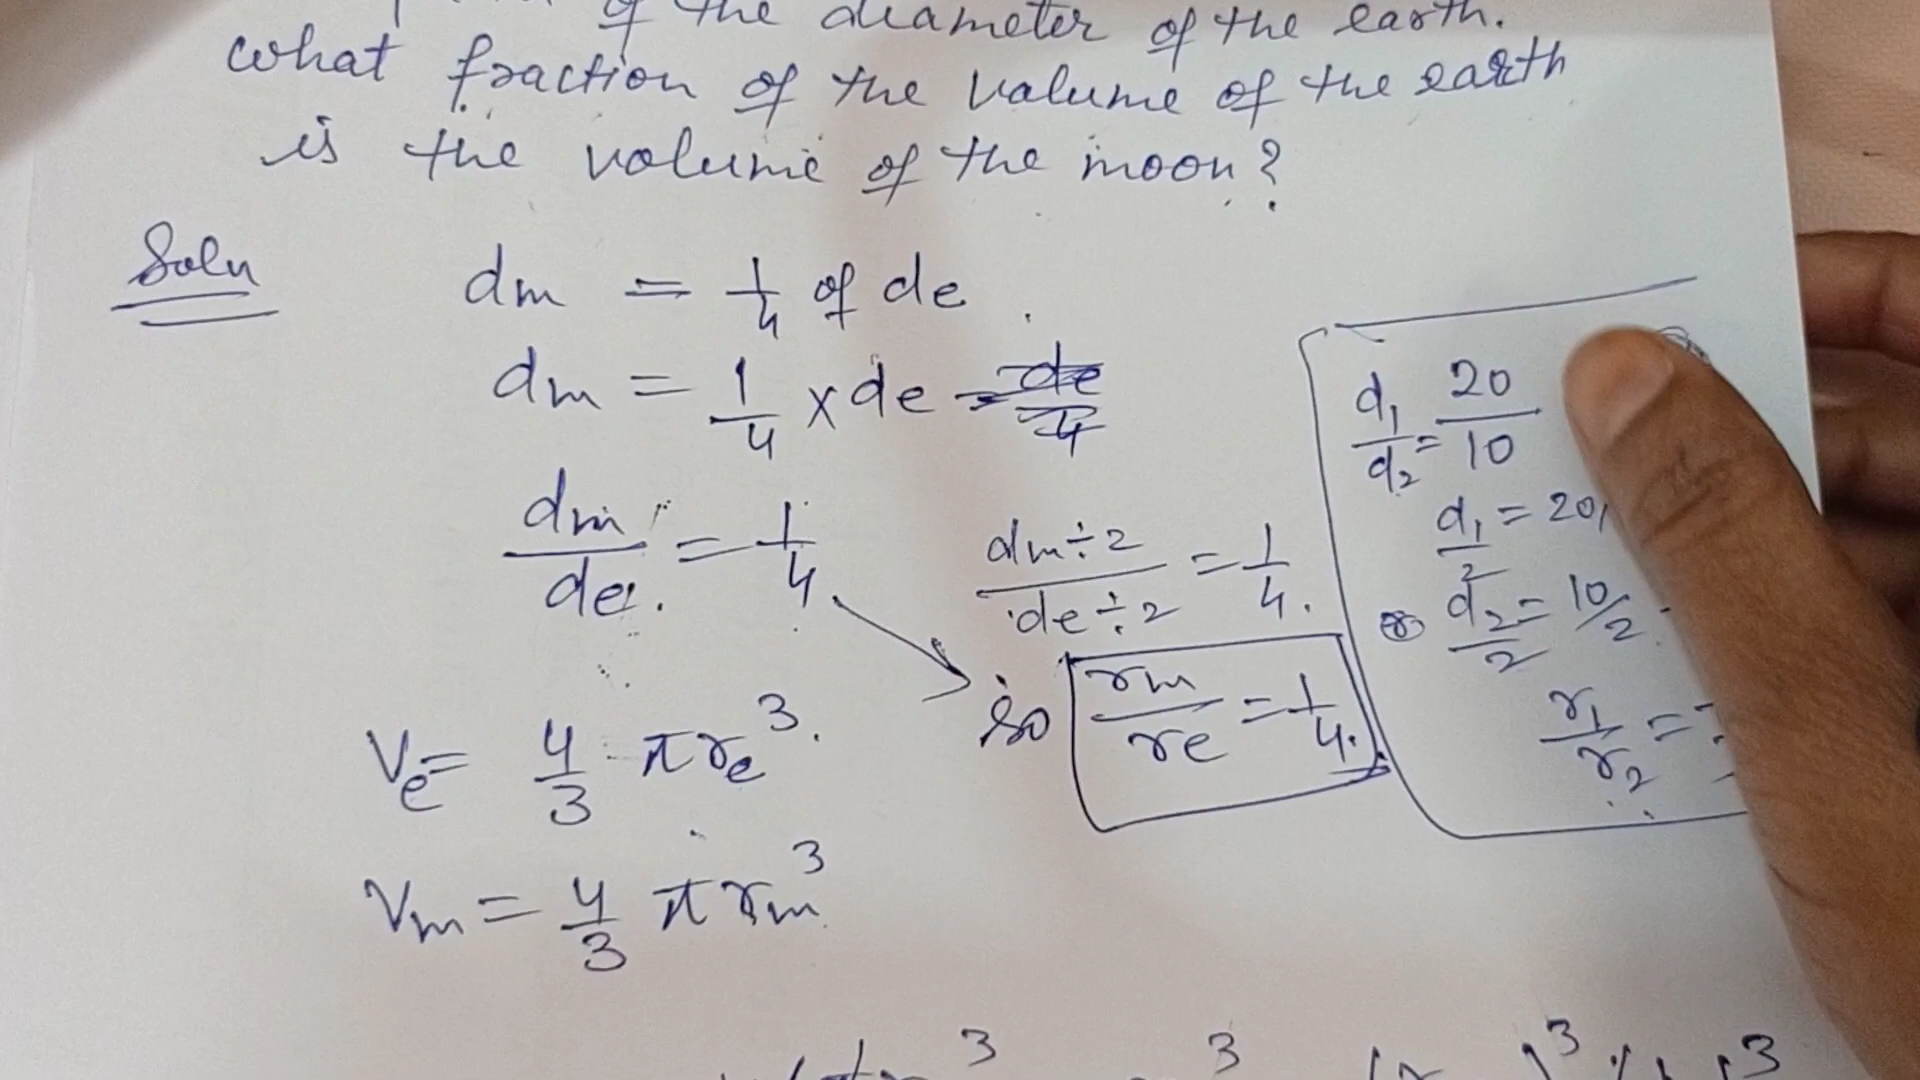 of the diameter of the earth.
What fraction of the volume of the earth
is the volume of the moon?
Soln
dm = 1/4 of de.
dm = 1/4 × de = de/4
dm/de = 1/4
dm÷2/de÷2 = 1/4.
so rm/re = 1/4.
Ve = 4/3 πre³.
Vm = 4/3 πrm³
d₁/d₂ = 20/10
d₁/2 = 20/
d₂/2 = 10/2
r₁/r₂ =